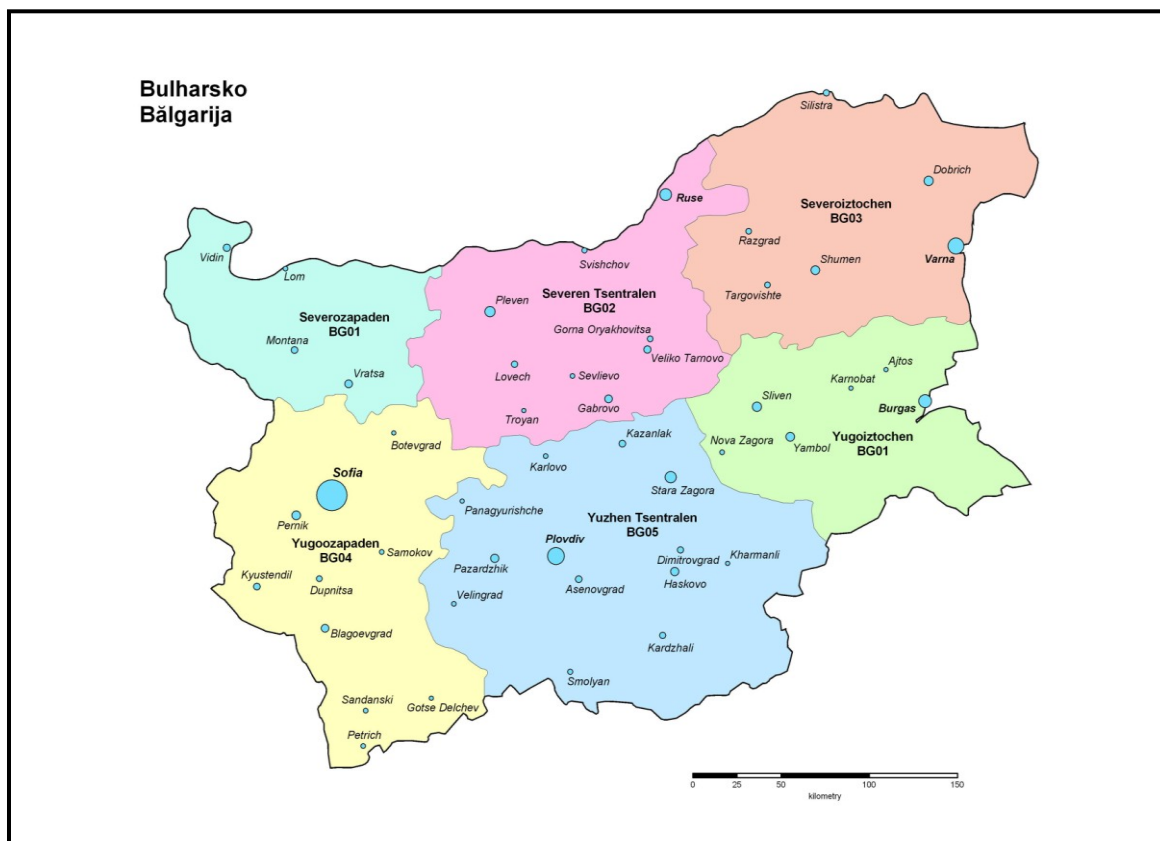 Bulharsko
Bălgarija
Silistra
Dobrich
Ruse
Severoiztochen
BG03
Razgrad
Varna
Shumen
Targovishte
Vidin
Lom
Svishchov
Severen Tsentralen
BG02
Pleven
Severozapaden
BG01
Gorna Oryakhovitsa
Montana
Veliko Tarnovo
Lovech
Sevlievo
Vratsa
Gabrovo
Troyan
Ajtos
Karnobat
Sliven
Burgas
Yambol
Nova Zagora
Yugoiztochen
BG01
Botevgrad
Kazanlak
Karlovo
Sofia
Stara Zagora
Panagyurishche
Pernik
Yuzhen Tsentralen
BG05
Yugoozapaden
BG04
Samokov
Plovdiv
Pazardzhik
Dimitrovgrad
Kharmanli
Haskovo
Kyustendil
Dupnitsa
Asenovgrad
Velingrad
Blagoevgrad
Kardzhali
Smolyan
Sandanski
Gotse Delchev
Petrich
0 25 50 100 150
kilometry